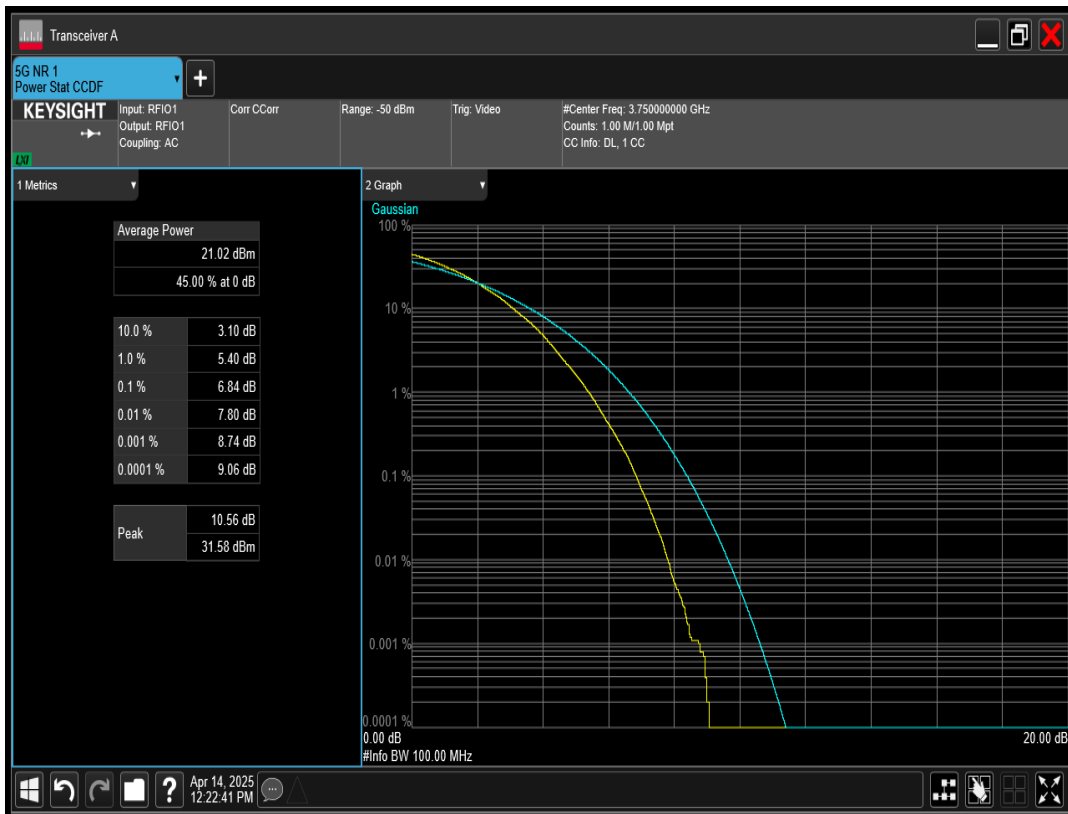 Transceiver A
5G NR 1
Power Stat CCDF
+
KEYSIGHT
LXI
Input: RFIO1
Output: RFIO1
Coupling: AC
Corr CCorr
Range: -50 dBm
Trig: Video
#Center Freq: 3.750000000 GHz
Counts: 1.00 M/1.00 Mpt
CC Info: DL, 1 CC
1 Metrics
Average Power
21.02 dBm
45.00 % at 0 dB
10.0 % 3.10 dB
1.0 % 5.40 dB
0.1 % 6.84 dB
0.01 % 7.80 dB
0.001 % 8.74 dB
0.0001 % 9.06 dB
Peak
10.56 dB
31.58 dBm
2 Graph
Gaussian
100 %
10 %
1 %
0.1 %
0.01 %
0.001 %
0.0001 %
0.00 dB 20.00 dB
#Info BW 100.00 MHz
?
Apr 14, 2025
12:22:41 PM